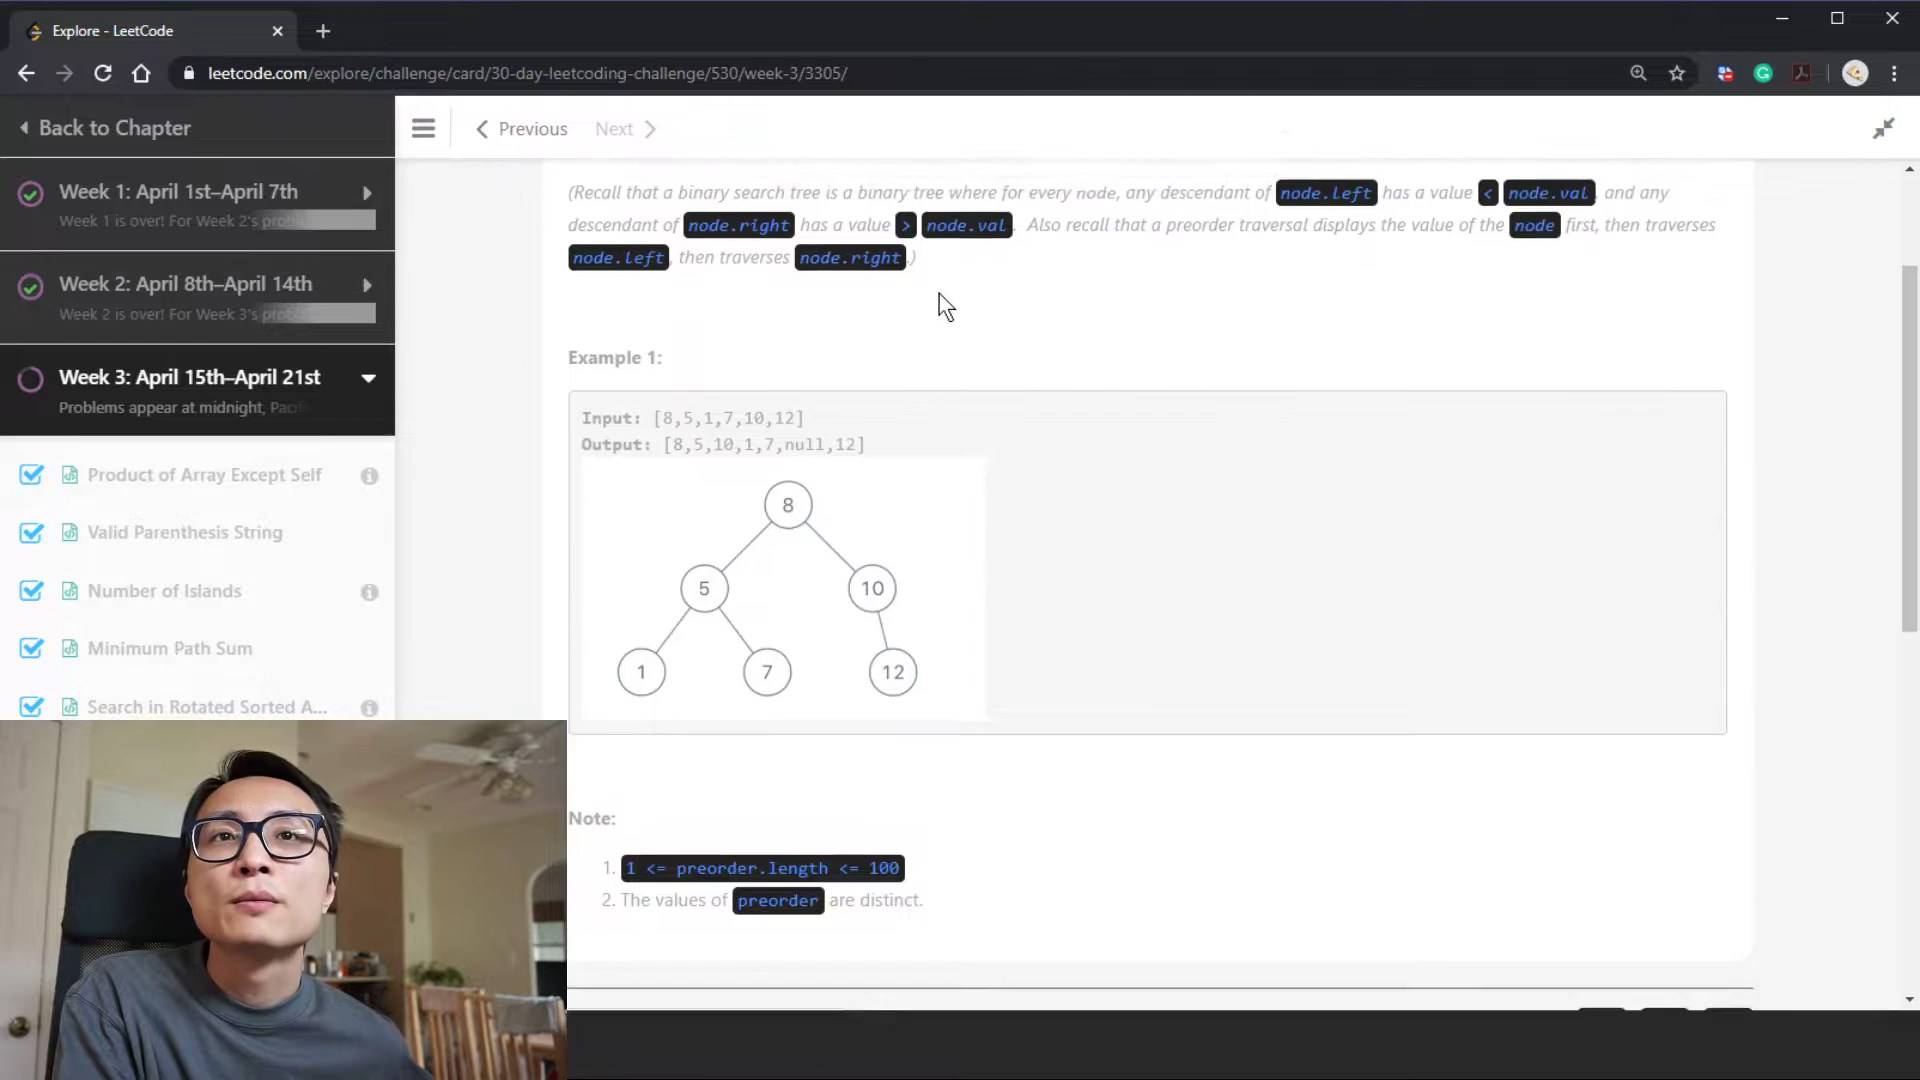 Explore - LeetCode
leetcode.com/explore/challenge/card/30-day-leetcoding-challenge/530/week-3/3305/
Back to Chapter
Previous
Next
Week 1: April 1st–April 7th
Week 1 is over! For Week 2's
Week 2: April 8th–April 14th
Week 2 is over! For Week 3's
Week 3: April 15th–April 21st
Problems appear at midnight,
Product of Array Except Self
Valid Parenthesis String
Number of Islands
Minimum Path Sum
Search in Rotated Sorted A...
(Recall that a binary search tree is a binary tree where for every node, any descendant of node.left has a value < node.val, and any
descendant of node.right has a value > node.val. Also recall that a preorder traversal displays the value of the node first, then traverses
node.left, then traverses node.right.)
Example 1:
Input: [8,5,1,7,10,12]
Output: [8,5,10,1,7,null,12]
8
5
10
1
7
12
Note:
1. 1 <= preorder.length <= 100
2. The values of preorder are distinct.